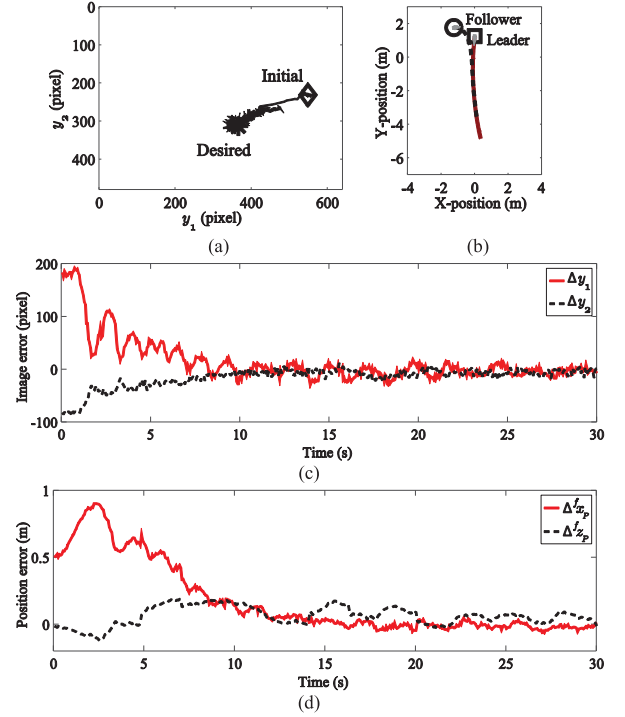 0
100
200
300
400
0
200
400
600
y₂ (pixel)
y₁ (pixel)
Initial
Desired
(a)
2
0
-2
-4
-6
-4
-2
0
2
4
Y-position (m)
X-position (m)
Follower
Leader
(b)
200
100
0
-100
0
5
10
15
20
25
30
Image error (pixel)
Time (s)
Δy₁
Δy₂
(c)
1
0.5
0
0
5
10
15
20
25
30
Position error (m)
Time (s)
Δᶠxₚ
Δᶠzₚ
(d)